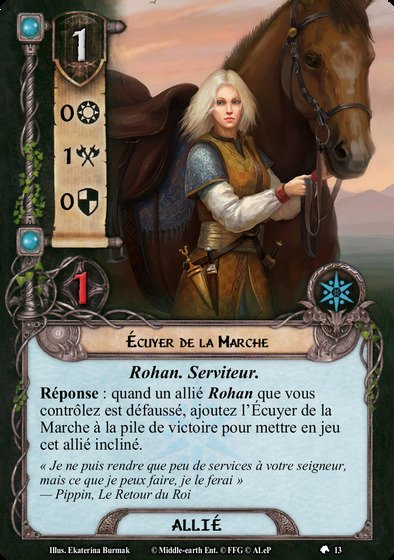 1
0
1
0
1
Écuyer de la Marche
Rohan. Serviteur.
Réponse : quand un allié Rohan que vous
contrôlez est défaussé, ajoutez l'Écuyer de la
Marche à la pile de victoire pour mettre en jeu
cet allié incliné.
« Je ne puis rendre que peu de services à votre seigneur,
mais ce que je peux faire, je le ferai »
— Pippin, Le Retour du Roi
ALLIÉ
Illus. Ekaterina Burmak © Middle-earth Ent. © FFG © ALeP 13